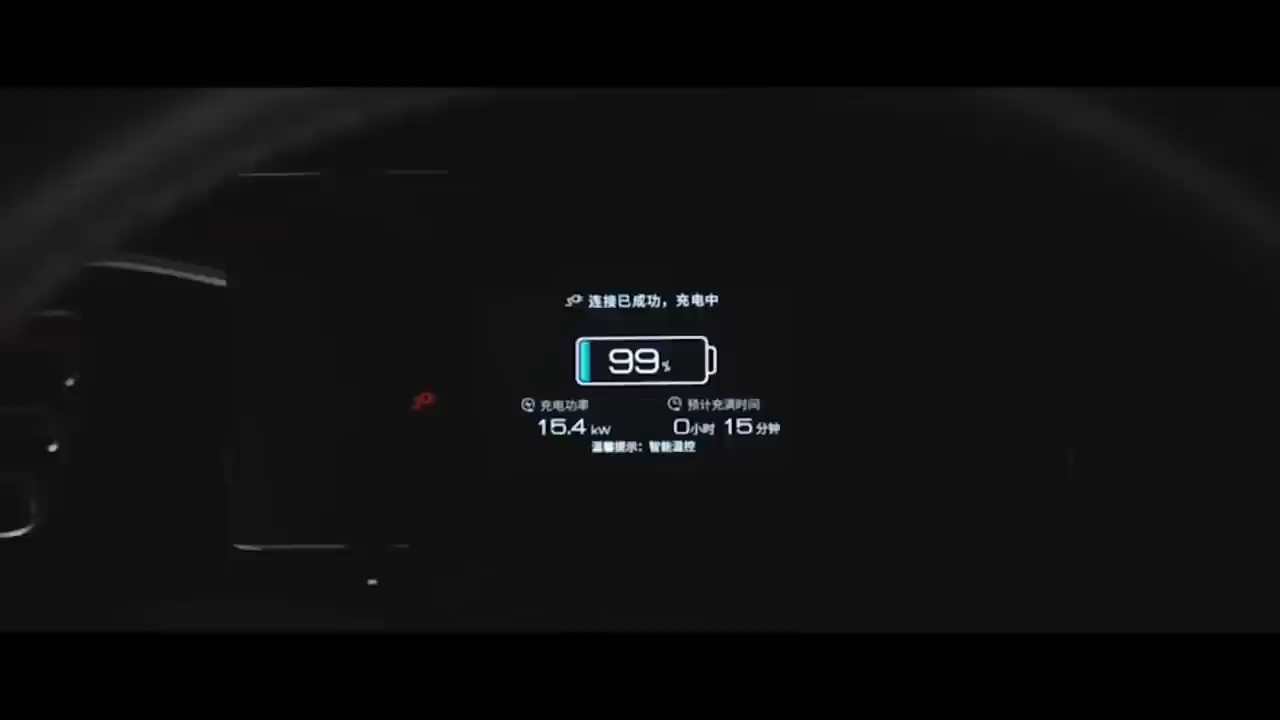 连接已成功，充电中
99%
充电功率 预计充满时间
15.4 kW 0小时 15分钟
温馨提示：智能温控